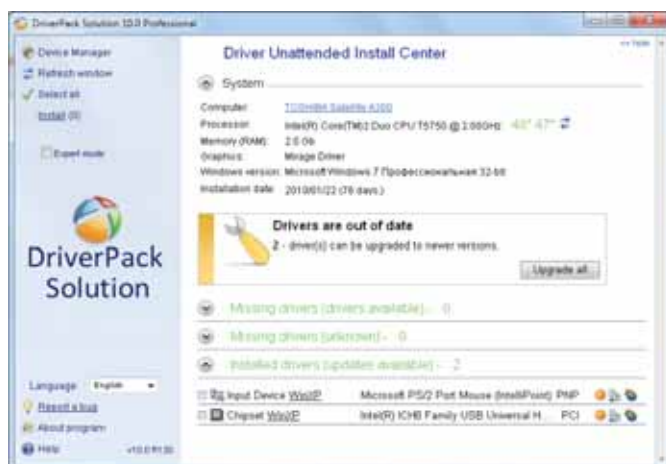 DriverPack Solution 10.0 Professional
Device Manager
Refresh window
Select all
Install (0)
Expert mode
DriverPack
Solution
Language: English
Report a bug
About program
Help
Driver Unattended Install Center
System
Computer: TOSHIBA Satellite A300
Processor: Intel(R) Core(TM)2 Duo CPU T5750 @ 2.00GHz 48° 47°
Memory (RAM): 2.0 Gb
Graphics: Mirage Driver
Windows version: Microsoft Windows 7 Профессиональная 32-bit
Installation date: 2010/01/22 (76 days.)
Drivers are out of date
2 - driver(s) can be upgraded to newer versions.
Upgrade all
Missing drivers (drivers available) - 0
Missing drivers (unknown) - 0
Installed drivers (updates available) - 2
Input Device WinXP Microsoft PS/2 Port Mouse (IntelliPoint) PNP
Chipset WinXP Intel(R) ICH8 Family USB Universal H... PCI